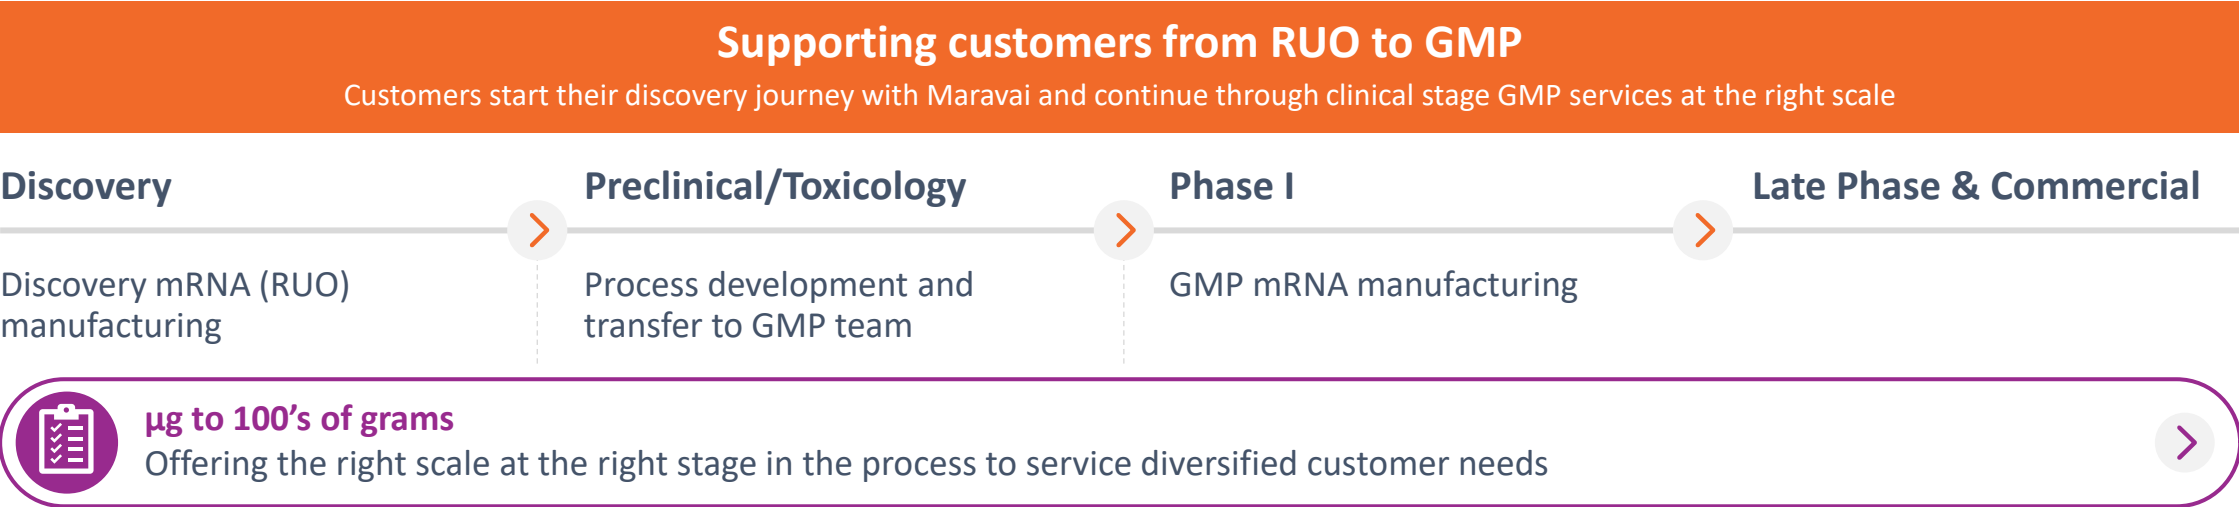 Supporting customers from RUO to GMP
Customers start their discovery journey with Maravai and continue through clinical stage GMP services at the right scale
Discovery
Preclinical/Toxicology
Phase I
Late Phase & Commercial
Discovery mRNA (RUO)
manufacturing
Process development and
transfer to GMP team
GMP mRNA manufacturing
µg to 100’s of grams
Offering the right scale at the right stage in the process to service diversified customer needs